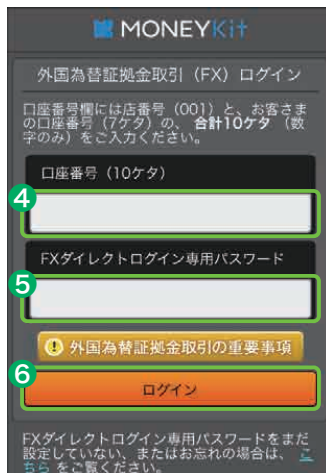 MONEYKit
外国為替証拠金取引（FX）ログイン
口座番号欄には店番号（001）と、お客さま
の口座番号（7ケタ）の、合計10ケタ（数
字のみ）をご入力ください。
口座番号（10ケタ）
4
FXダイレクトログイン専用パスワード
5
! 外国為替証拠金取引の重要事項
6
ログイン
FXダイレクトログイン専用パスワードをまだ
設定していない、またはお忘れの場合は、こ
ちら をご覧ください。